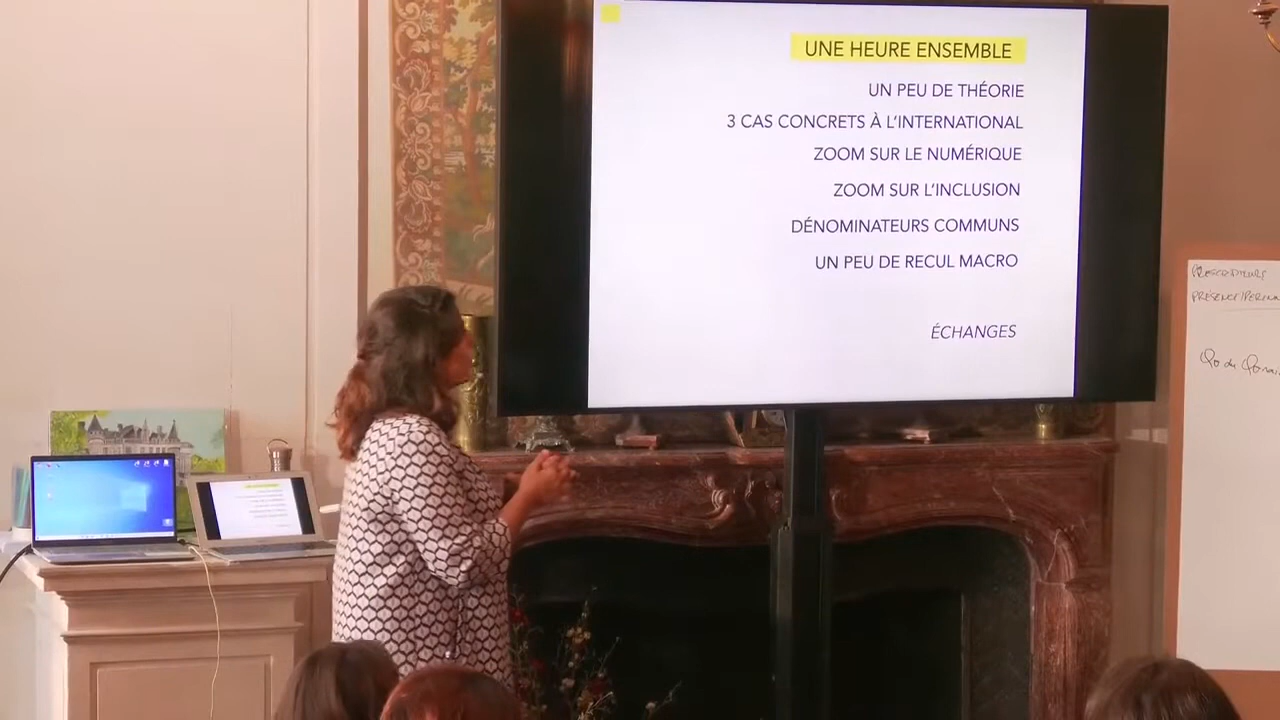 UNE HEURE ENSEMBLE
UN PEU DE THÉORIE
3 CAS CONCRETS À L'INTERNATIONAL
ZOOM SUR LE NUMÉRIQUE
ZOOM SUR L'INCLUSION
DÉNOMINATEURS COMMUNS
UN PEU DE RECUL MACRO
ÉCHANGES